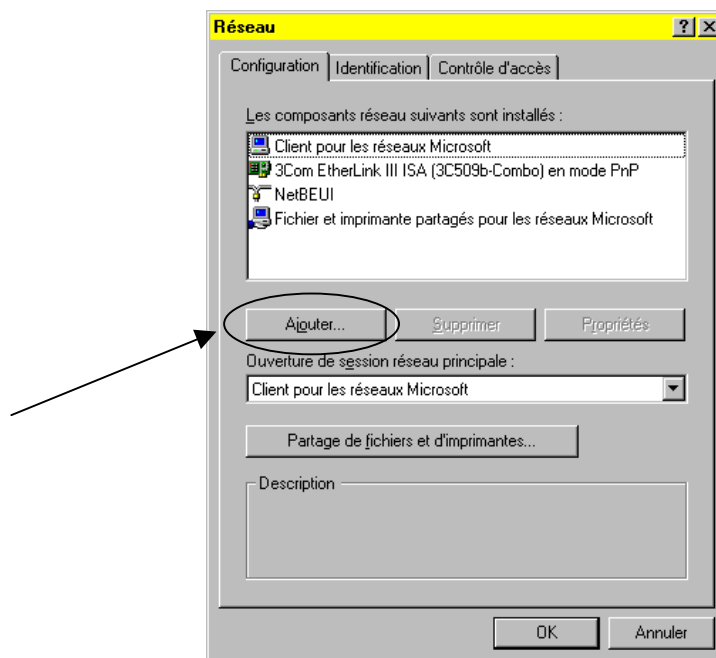 Réseau
Configuration Identification Contrôle d'accès
Les composants réseau suivants sont installés :
Client pour les réseaux Microsoft
3Com EtherLink III ISA (3C509b-Combo) en mode PnP
NetBEUI
Fichier et imprimante partagés pour les réseaux Microsoft
Ajouter... Supprimer Propriétés
Ouverture de session réseau principale :
Client pour les réseaux Microsoft
Partage de fichiers et d'imprimantes...
Description
OK Annuler